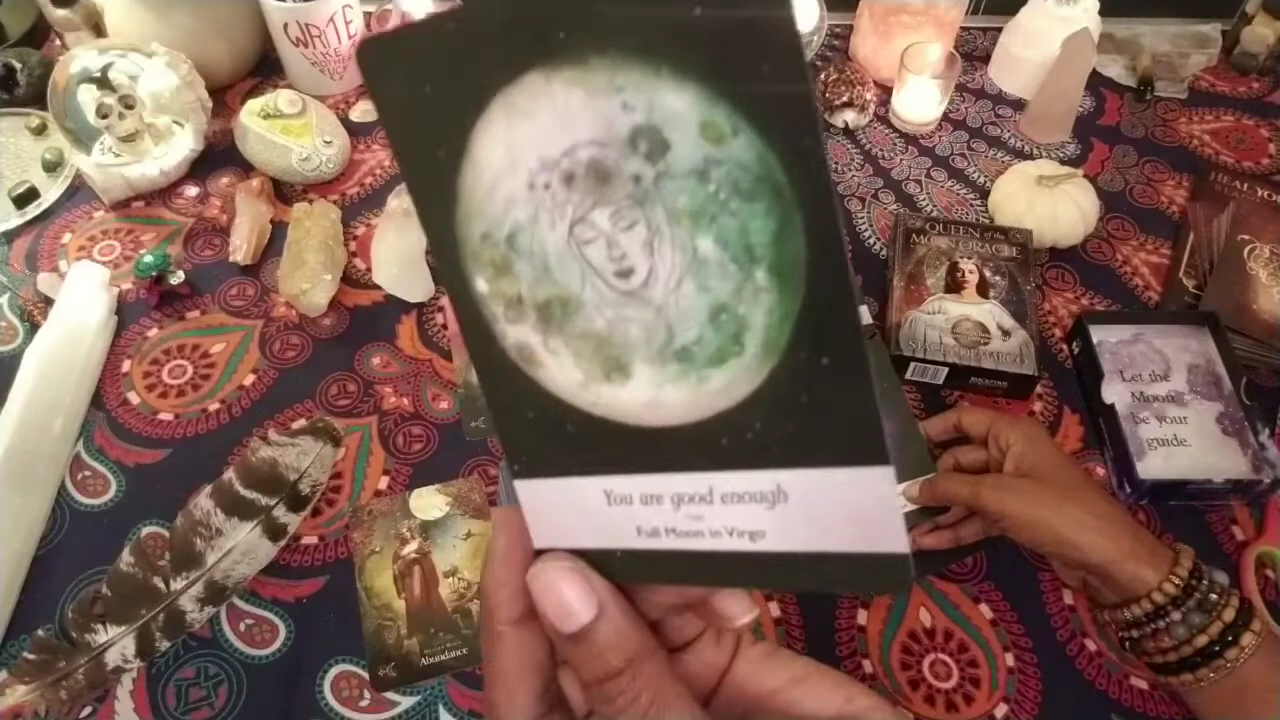 WRITE
LIKE A
MOTHER
FUCK
You are good enough
Full Moon in Virgo
QUEEN of the
MOON ORACLE
STACEY DEMARCO
Let the
Moon
be your
guide.
HEAL YO
Abundance